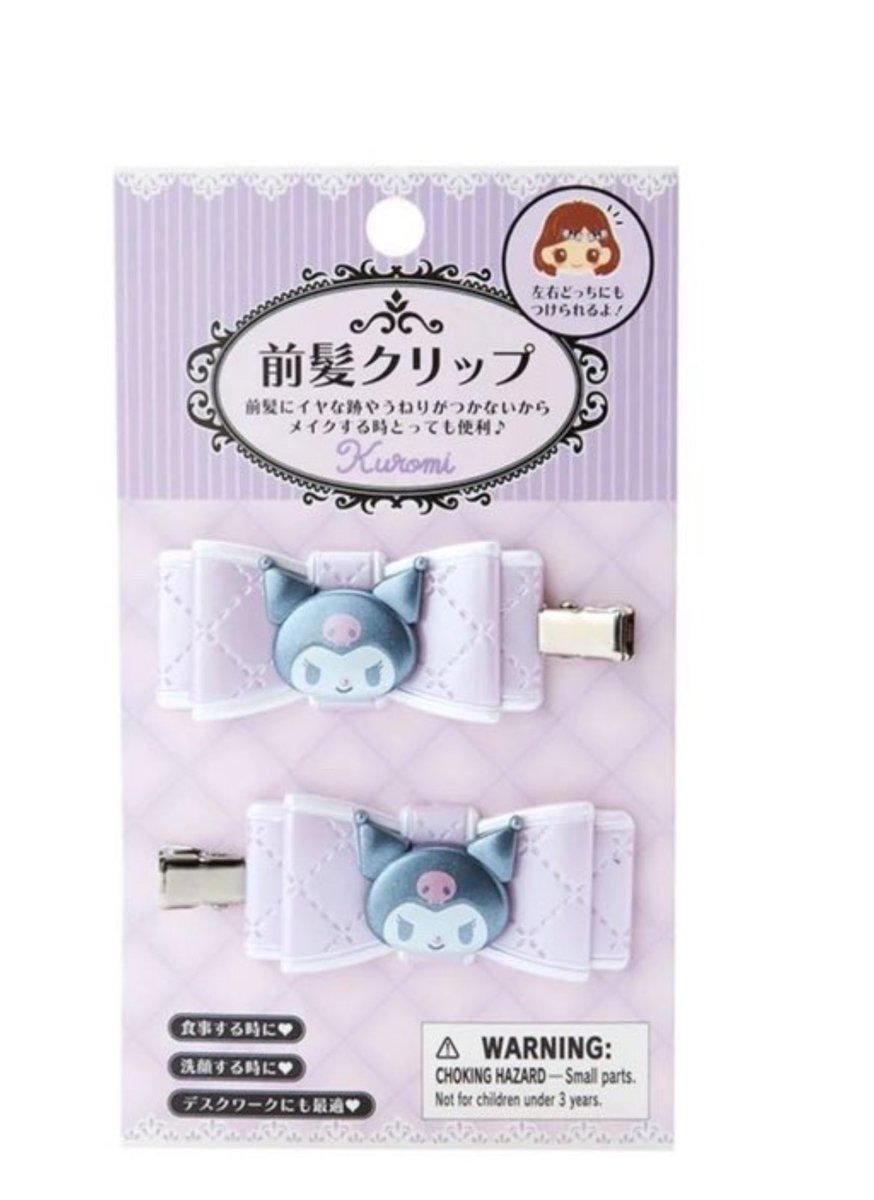 左右どっちにも
つけられるよ!
前髪クリップ
前髪にイヤな跡やうねりがつかないから
メイクする時とっても便利♪
Kuromi
食事する時に♥
洗顔する時に♥
デスクワークにも最適♥
⚠ WARNING:
CHOKING HAZARD — Small parts.
Not for children under 3 years.